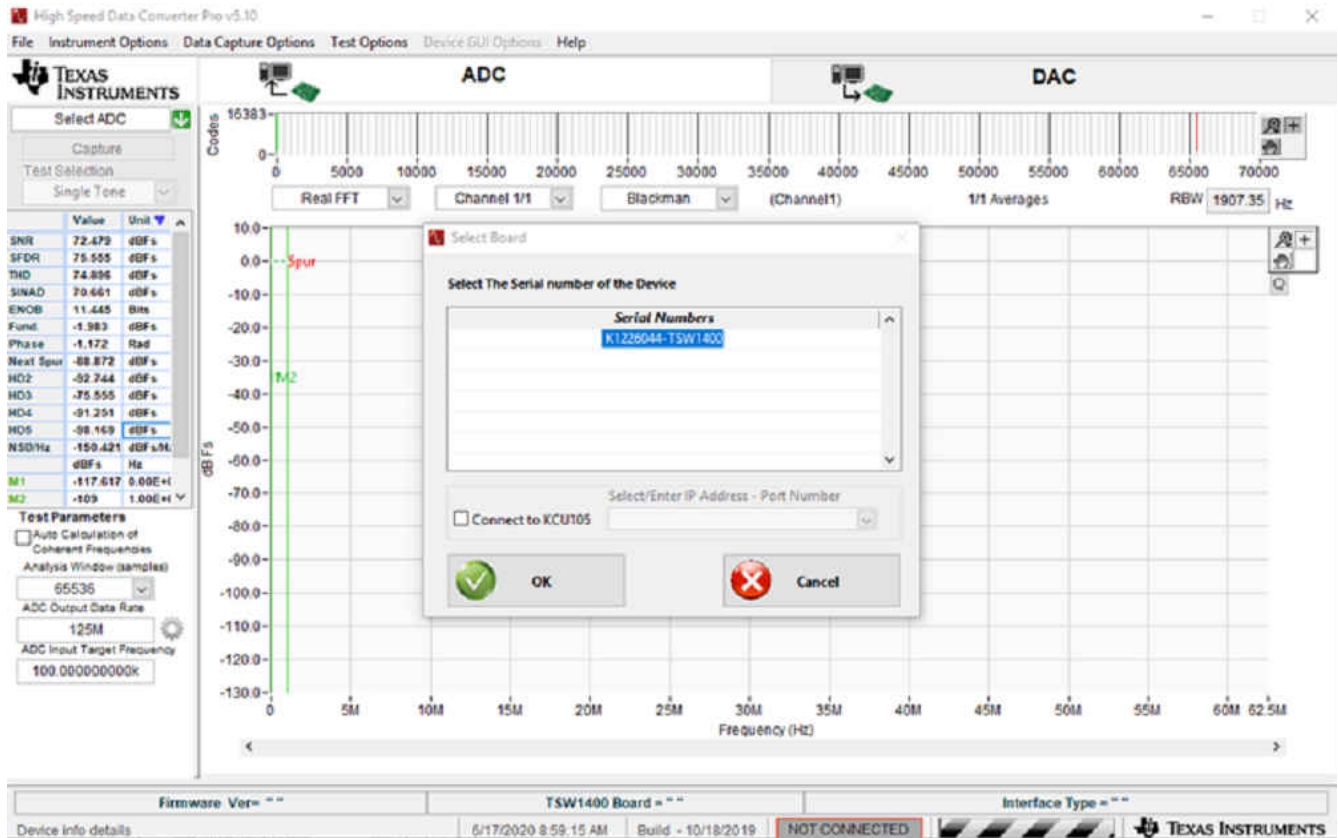 High Speed Data Converter Pro v5.10
File Instrument Options Data Capture Options Test Options Device GUI Options Help
TEXAS INSTRUMENTS
ADC
DAC
Select ADC
Capture
Test Selection
Single Tone
Codes
16383
0
0 5000 10000 15000 20000 25000 30000 35000 40000 45000 50000 55000 60000 65000 70000
Real FFT
Channel 1/1
Blackman
(Channel1)
1/1 Averages
RBW 1907.35 Hz
Value Unit
SNR 72.479 dBFs
SFDR 75.555 dBFs
THD 74.896 dBFs
SINAD 70.661 dBFs
ENOB 11.445 Bits
Fund. -1.983 dBFs
Phase -1.172 Rad
Next Spur -88.872 dBFs
HD2 -92.744 dBFs
HD3 -75.555 dBFs
HD4 -91.251 dBFs
HD5 -98.169 dBFs
NSD/Hz -150.421 dBFs/H
dBFs Hz
M1 -117.617 0.00E+(
M2 -109 1.00E+(
Test Parameters
Auto Calculation of
Coherent Frequencies
Analysis Window (samples)
65536
ADC Output Data Rate
125M
ADC Input Target Frequency
100.000000000k
dBFs
10.0
0.0
-10.0
-20.0
-30.0
-40.0
-50.0
-60.0
-70.0
-80.0
-90.0
-100.0
-110.0
-120.0
-130.0
Spur
M2
0 5M 10M 15M 20M 25M 30M 35M 40M 45M 50M 55M 60M 62.5M
Frequency (Hz)
Select Board
Select The Serial number of the Device
Serial Numbers
K1226044-TSW1400
Select/Enter IP Address - Port Number
Connect to KCU105
OK
Cancel
Firmware Ver= " "
TSW1400 Board = " "
Interface Type = " "
Device info details
6/17/2020 8:59:15 AM
Build - 10/18/2019
NOT CONNECTED
TEXAS INSTRUMENTS